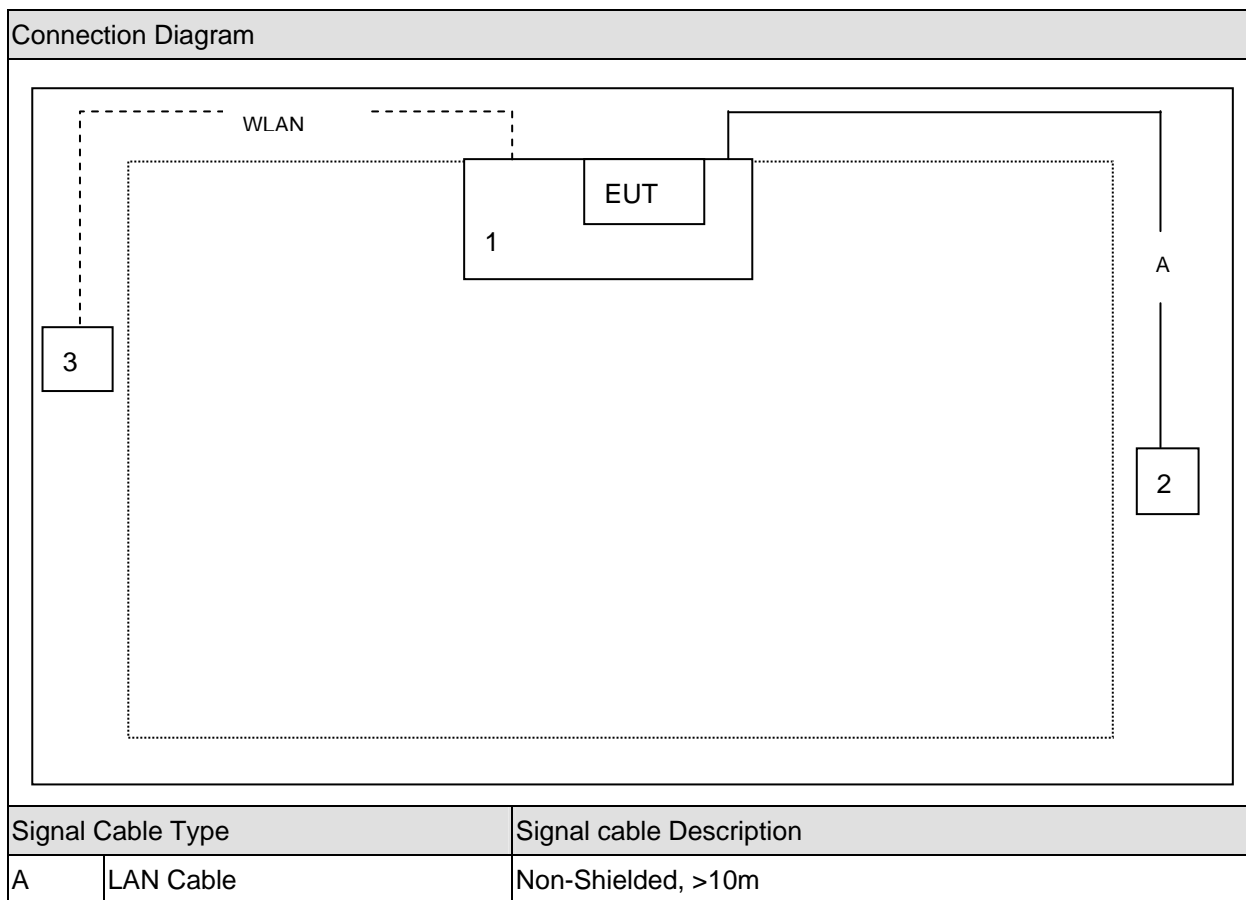 Connection Diagram
WLAN
EUT
1
A
3
2
Signal Cable Type Signal cable Description
A LAN Cable Non-Shielded, >10m